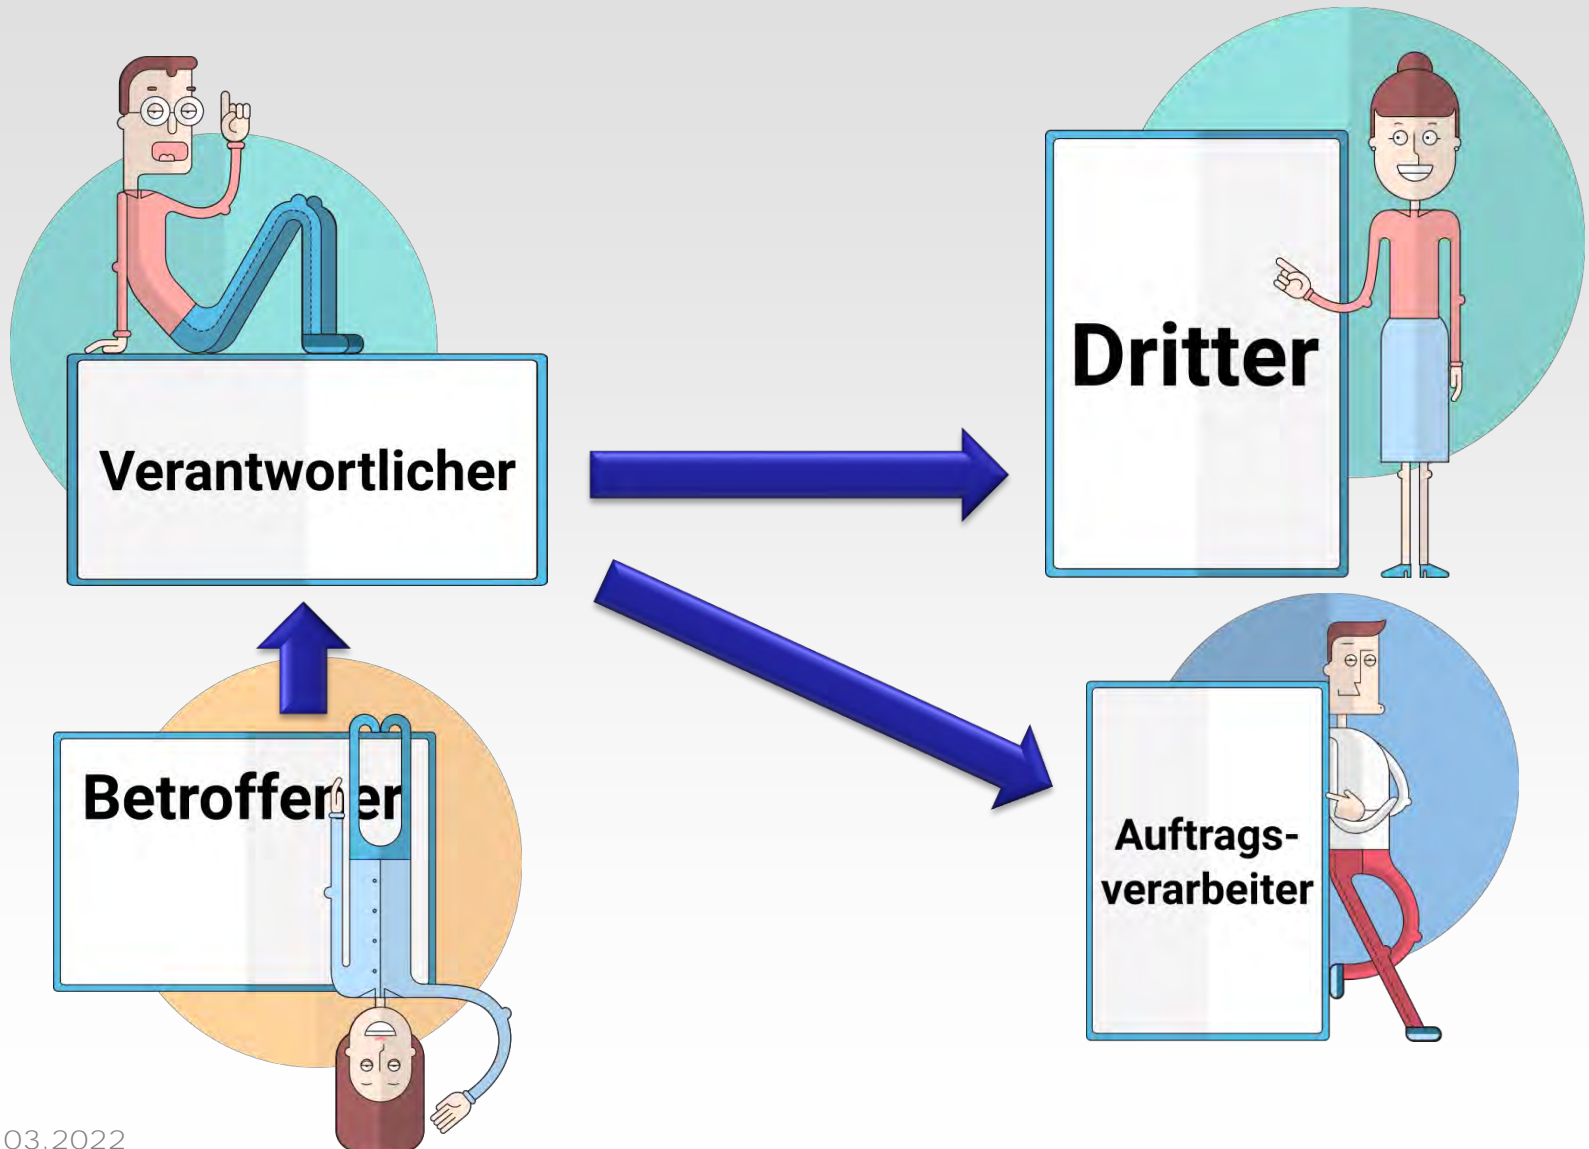 Verantwortlicher
Dritter
Betroffener
Auftrags-
verarbeiter
03.2022